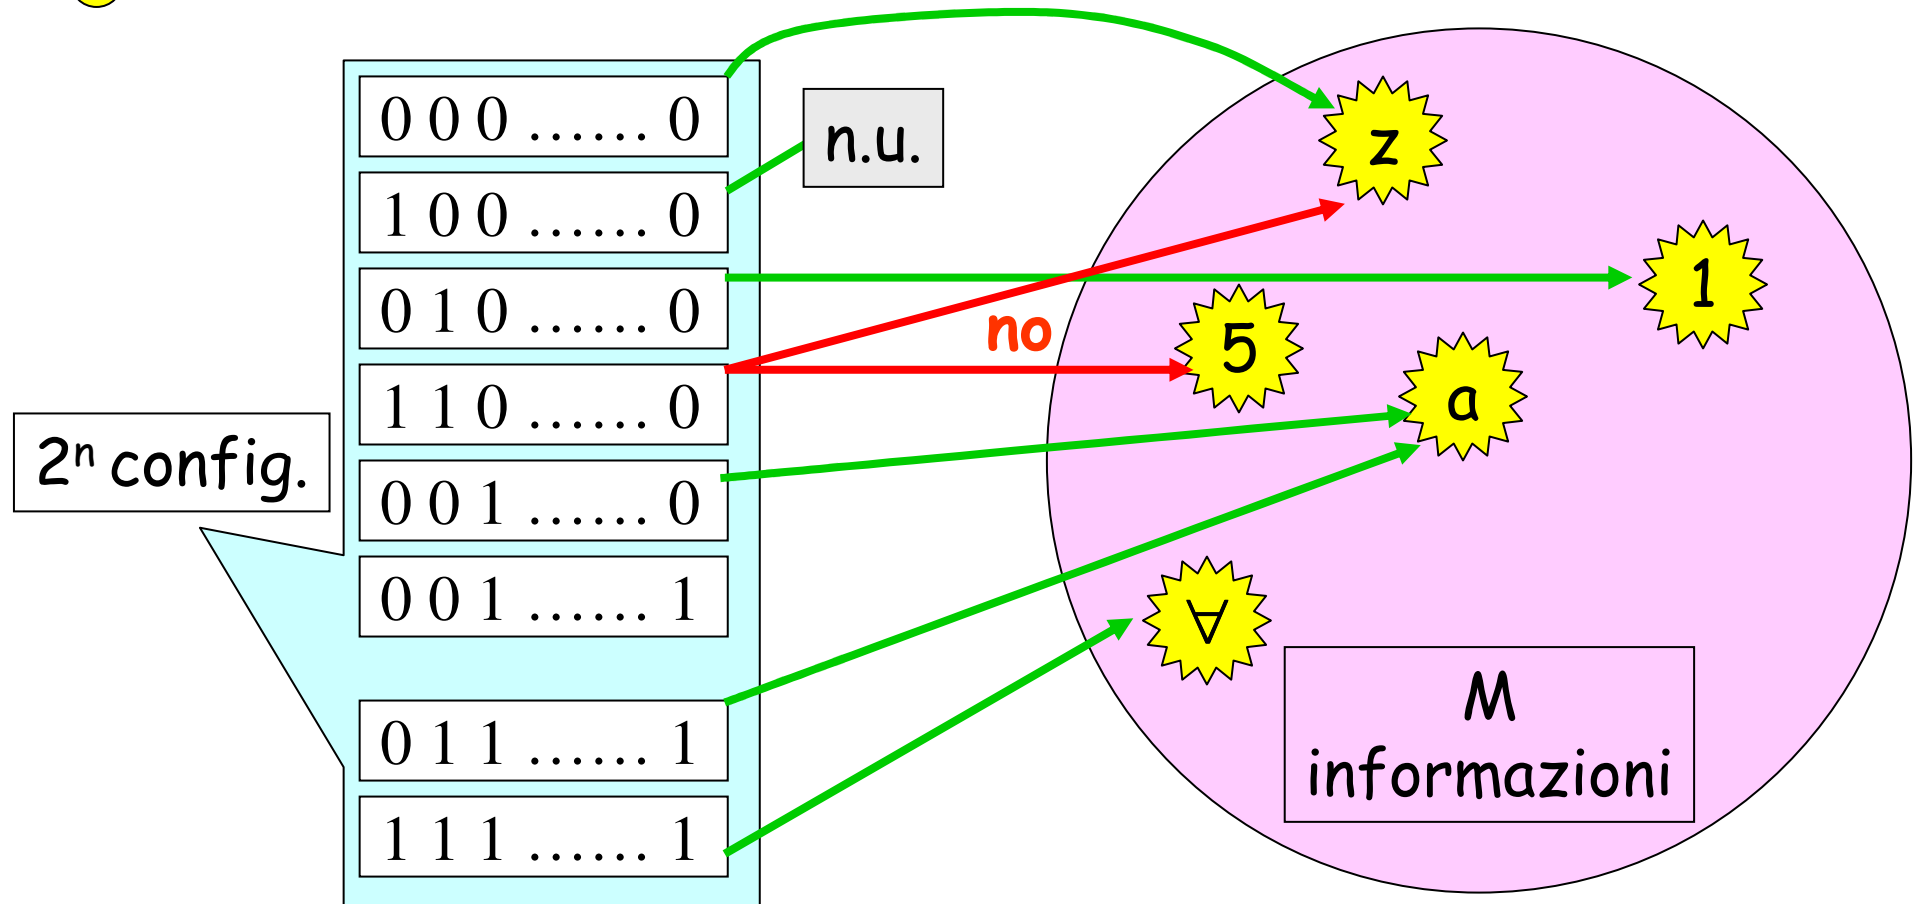 0 0 0 ...... 0
n.u.
z
1 0 0 ...... 0
0 1 0 ...... 0
1
no
5
a
1 1 0 ...... 0
2ⁿ config.
0 0 1 ...... 0
0 0 1 ...... 1
∀
M
informazioni
0 1 1 ...... 1
1 1 1 ...... 1